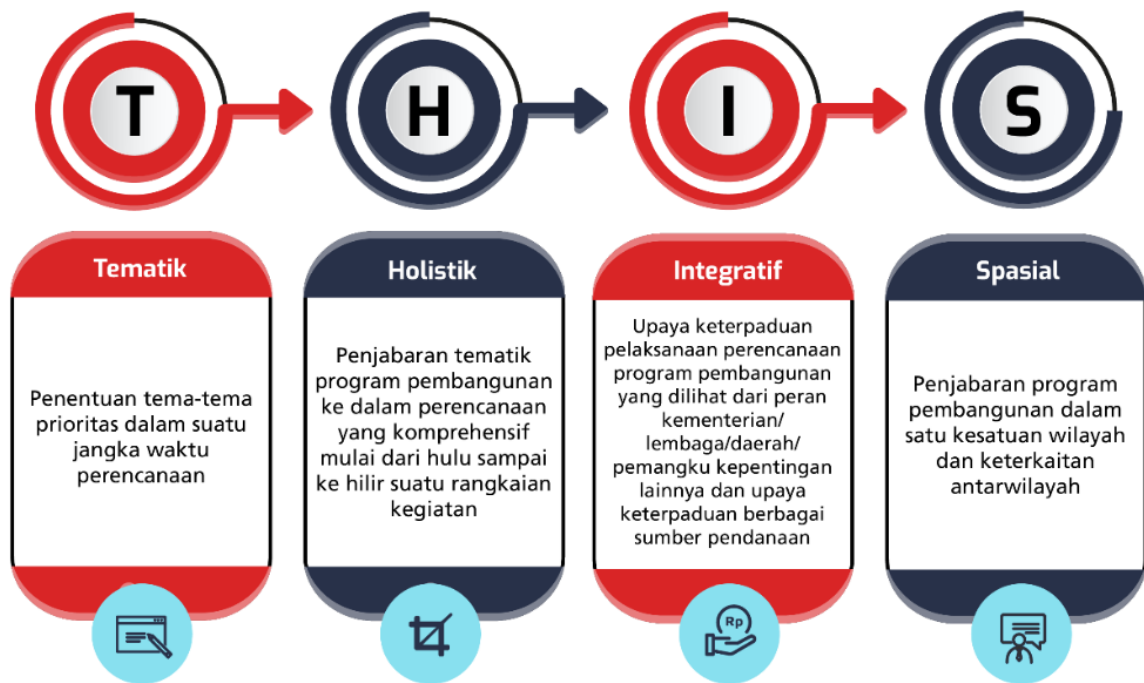 T
H
I
S
Tematik
Penentuan tema-tema
prioritas dalam suatu
jangka waktu
perencanaan
Holistik
Penjabaran tematik
program pembangunan
ke dalam perencanaan
yang komprehensif
mulai dari hulu sampai
ke hilir suatu rangkaian
kegiatan
Integratif
Upaya keterpaduan
pelaksanaan perencanaan
program pembangunan
yang dilihat dari peran
kementerian/
lembaga/daerah/
pemangku kepentingan
lainnya dan upaya
keterpaduan berbagai
sumber pendanaan
Rp
Spasial
Penjabaran program
pembangunan dalam
satu kesatuan wilayah
dan keterkaitan
antarwilayah